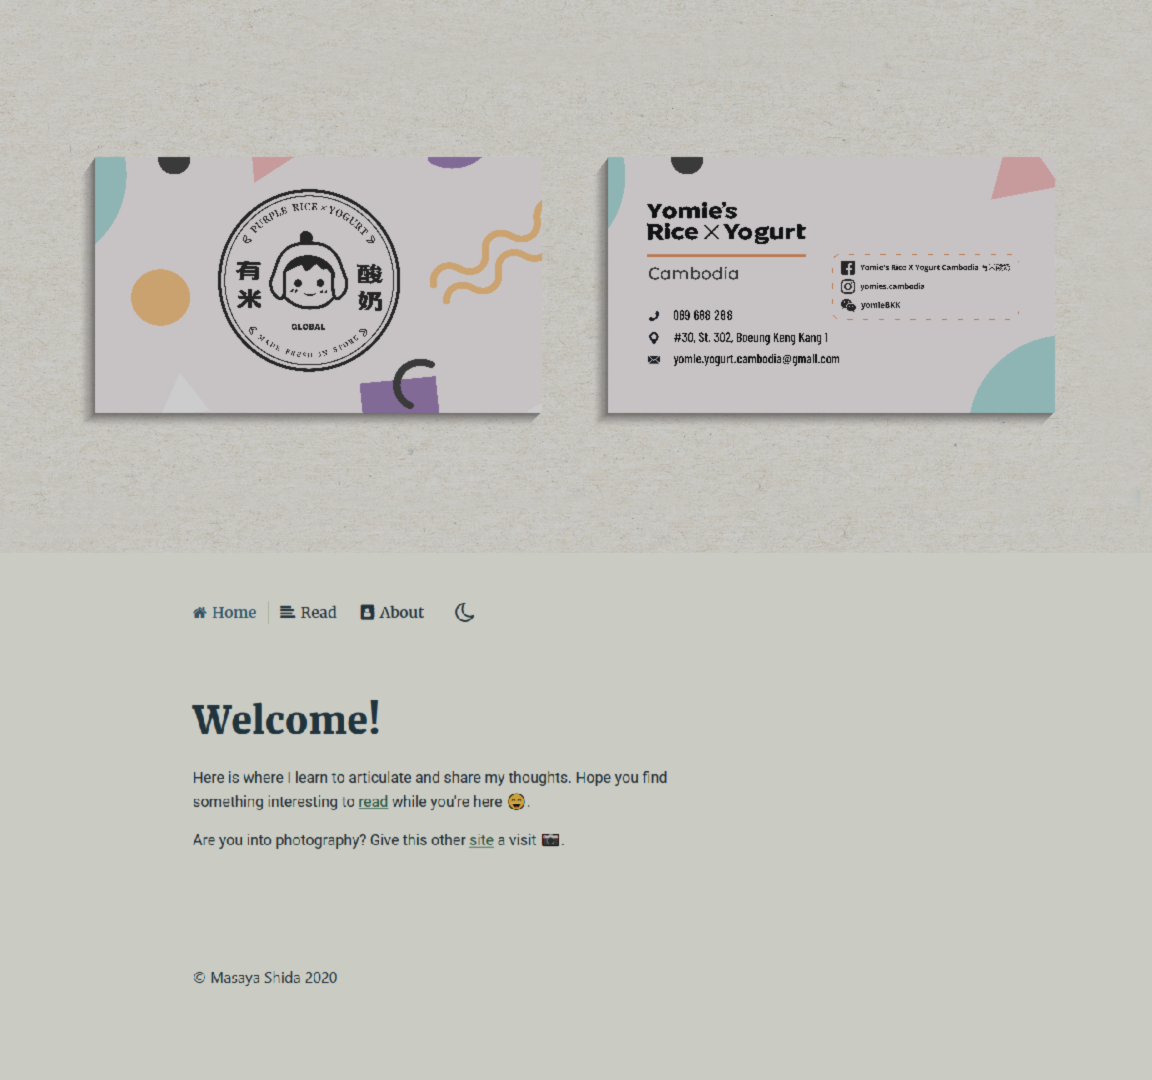 PURPLE RICE × YOGURT
有米
酸奶
GLOBAL
MADE FRESH IN STORE
Yomie's
Rice × Yogurt
Cambodia
089 688 288
#30, St. 302, Boeung Keng Kang 1
yomie.yogurt.cambodia@gmail.com
Yomie's Rice X Yogurt Cambodia
yomies.cambodia
yomieBKK
Home
Read
About
Welcome!
Here is where I learn to articulate and share my thoughts. Hope you find
something interesting to read while you're here 😄.
Are you into photography? Give this other site a visit 📷.
© Masaya Shida 2020